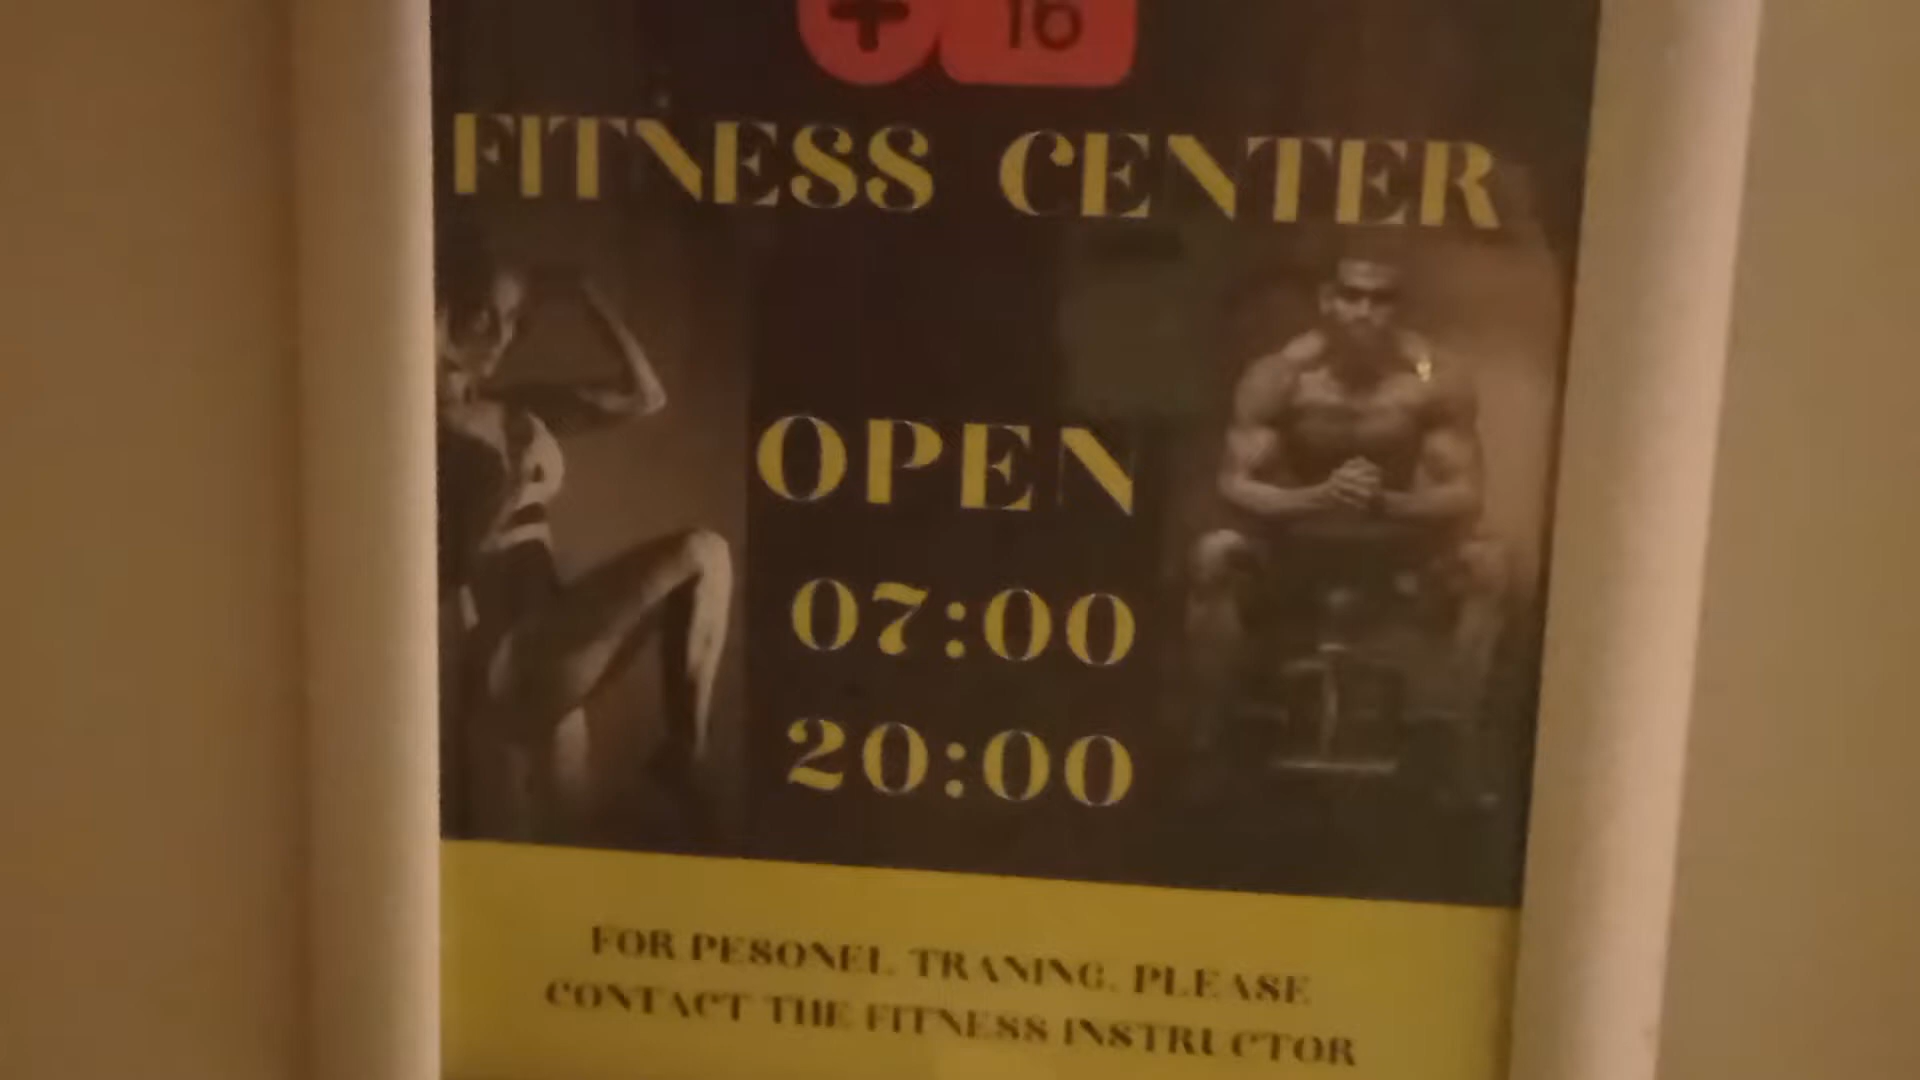 + 16
FITNESS CENTER
OPEN
07:00
20:00
FOR PESONEL TRANING, PLEASE
CONTACT THE FITNESS INSTRUCTOR